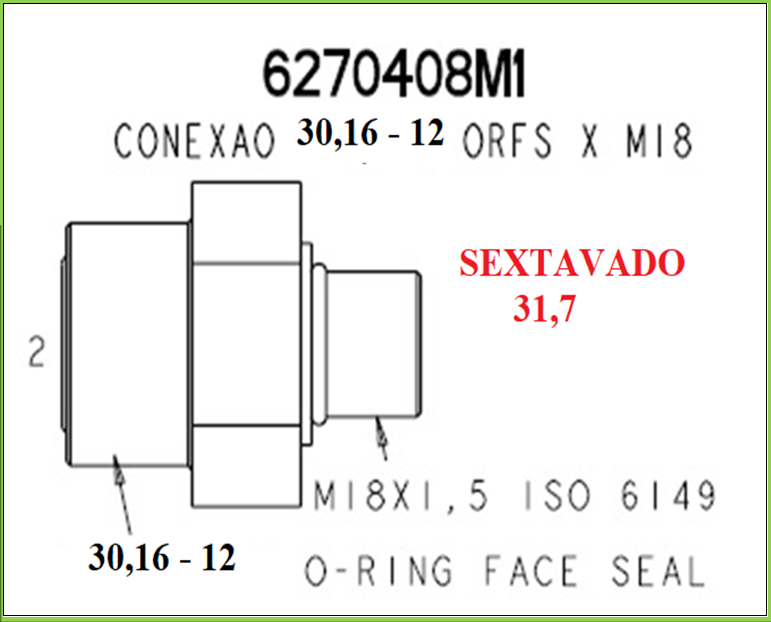 6270408M1
CONEXAO 30,16 - 12 ORFS X M18
SEXTAVADO
31,7
2
M18X1,5 ISO 6149
30,16 - 12
O-RING FACE SEAL